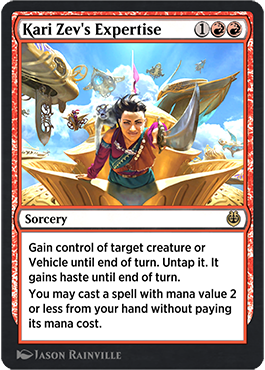 Kari Zev's Expertise 1
Sorcery
Gain control of target creature or
Vehicle until end of turn. Untap it. It
gains haste until end of turn.
You may cast a spell with mana value 2
or less from your hand without paying
its mana cost.
Jason Rainville